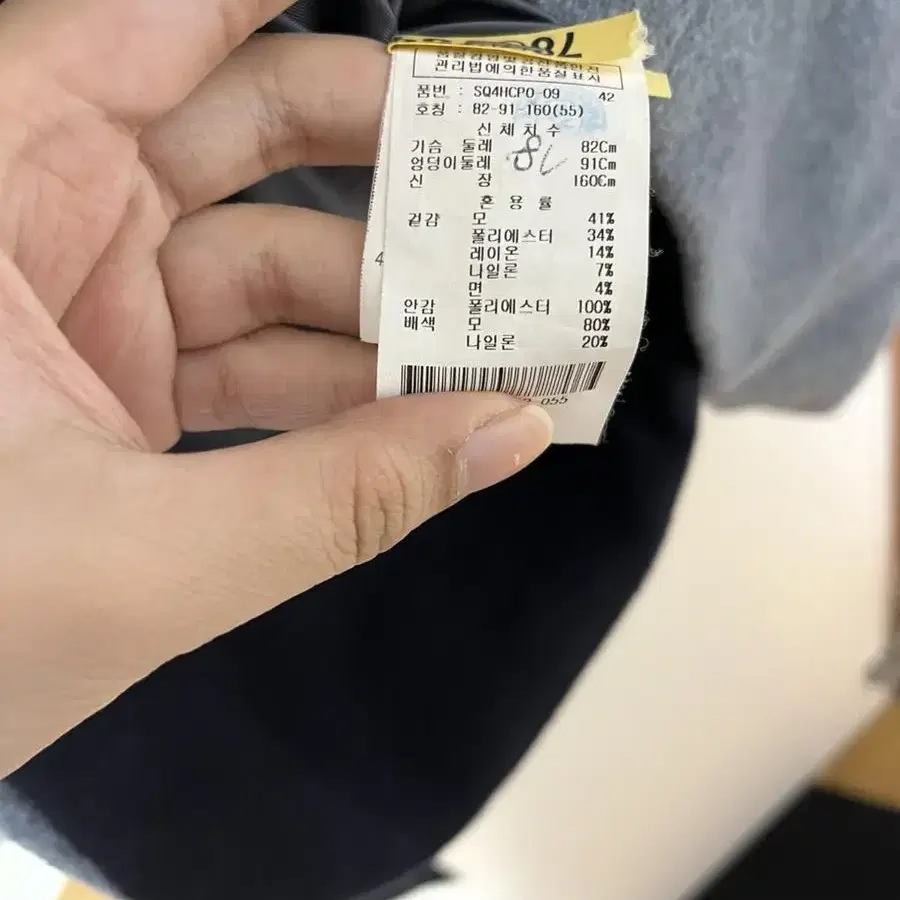 관리법에의한품질표시
품번 : SQ4HCPO-09 42
호칭 : 82-91-160(55)
신 체 치 수
가슴 둘레 82Cm
엉덩이둘레 91Cm
신 장 160Cm
혼 용 률
겉감 모 41%
폴리에스터 34%
레이온 14%
나일론 7%
면 4%
안감 폴리에스터 100%
배색 모 80%
나일론 20%
-055